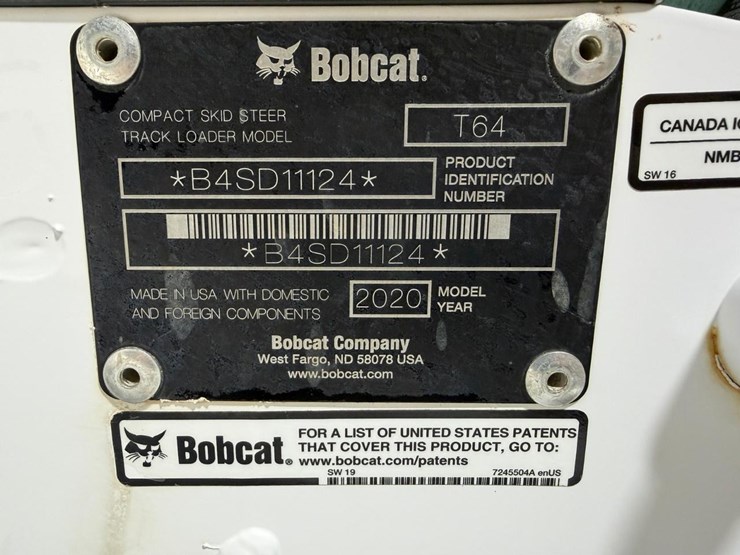 Bobcat.
COMPACT SKID STEER
TRACK LOADER MODEL
T64
*B4SD11124*
PRODUCT
IDENTIFICATION
NUMBER
*B4SD11124*
MADE IN USA WITH DOMESTIC
AND FOREIGN COMPONENTS
2020
MODEL
YEAR
Bobcat Company
West Fargo, ND 58078 USA
www.bobcat.com
CANADA
NMB
SW 16
Bobcat.
FOR A LIST OF UNITED STATES PATENTS
THAT COVER THIS PRODUCT, GO TO:
www.bobcat.com/patents
SW 19
7245504A enUS